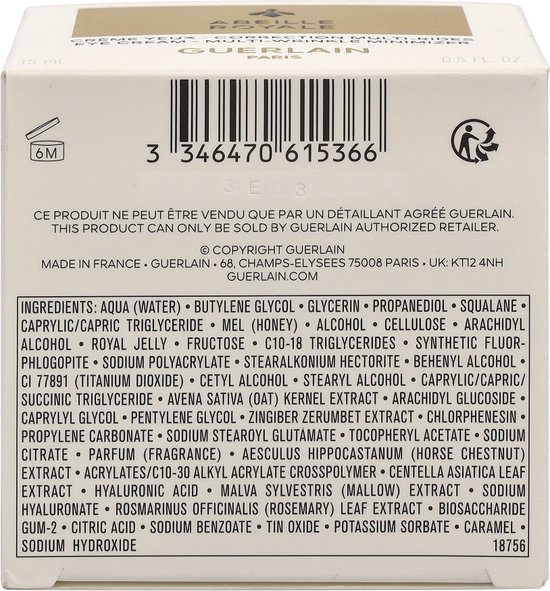 ABEILLE
ROYALE
CRÈME YEUX - CORRECTION MULTI-RIDES
EYE CREAM - MULTI-WRINKLE MINIMIZER
GUERLAIN
PARIS
15 mL
0.5 FL. OZ.
6M
3 346470 615366
3E03
CE PRODUIT NE PEUT ÊTRE VENDU QUE PAR UN DÉTAILLANT AGRÉÉ GUERLAIN.
THIS PRODUCT CAN ONLY BE SOLD BY GUERLAIN AUTHORIZED RETAILER.
© COPYRIGHT GUERLAIN
MADE IN FRANCE • GUERLAIN • 68, CHAMPS-ELYSEES 75008 PARIS • UK: KT12 4NH
GUERLAIN.COM
INGREDIENTS: AQUA (WATER) • BUTYLENE GLYCOL • GLYCERIN • PROPANEDIOL • SQUALANE •
CAPRYLIC/CAPRIC TRIGLYCERIDE • MEL (HONEY) • ALCOHOL • CELLULOSE • ARACHIDYL
ALCOHOL • ROYAL JELLY • FRUCTOSE • C10-18 TRIGLYCERIDES • SYNTHETIC FLUOR-
PHLOGOPITE • SODIUM POLYACRYLATE • STEARALKONIUM HECTORITE • BEHENYL ALCOHOL •
CI 77891 (TITANIUM DIOXIDE) • CETYL ALCOHOL • STEARYL ALCOHOL • CAPRYLIC/CAPRIC/
SUCCINIC TRIGLYCERIDE • AVENA SATIVA (OAT) KERNEL EXTRACT • ARACHIDYL GLUCOSIDE •
CAPRYLYL GLYCOL • PENTYLENE GLYCOL • ZINGIBER ZERUMBET EXTRACT • CHLORPHENESIN •
PROPYLENE CARBONATE • SODIUM STEAROYL GLUTAMATE • TOCOPHERYL ACETATE • SODIUM
CITRATE • PARFUM (FRAGRANCE) • AESCULUS HIPPOCASTANUM (HORSE CHESTNUT)
EXTRACT • ACRYLATES/C10-30 ALKYL ACRYLATE CROSSPOLYMER • CENTELLA ASIATICA LEAF
EXTRACT • HYALURONIC ACID • MALVA SYLVESTRIS (MALLOW) EXTRACT • SODIUM
HYALURONATE • ROSMARINUS OFFICINALIS (ROSEMARY) LEAF EXTRACT • BIOSACCHARIDE
GUM-2 • CITRIC ACID • SODIUM BENZOATE • TIN OXIDE • POTASSIUM SORBATE • CARAMEL •
SODIUM HYDROXIDE 18756